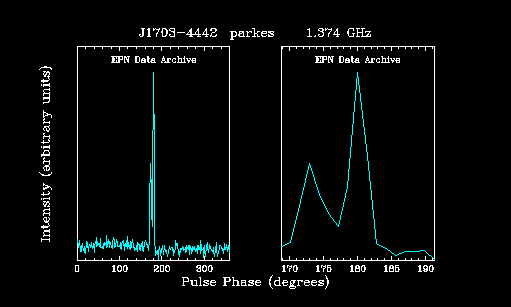 J1703-4442 parkes 1.374 GHz
EPN Data Archive EPN Data Archive
Intensity (arbitrary units)
0 100 200 300 170 175 180 185 190
Pulse Phase (degrees)